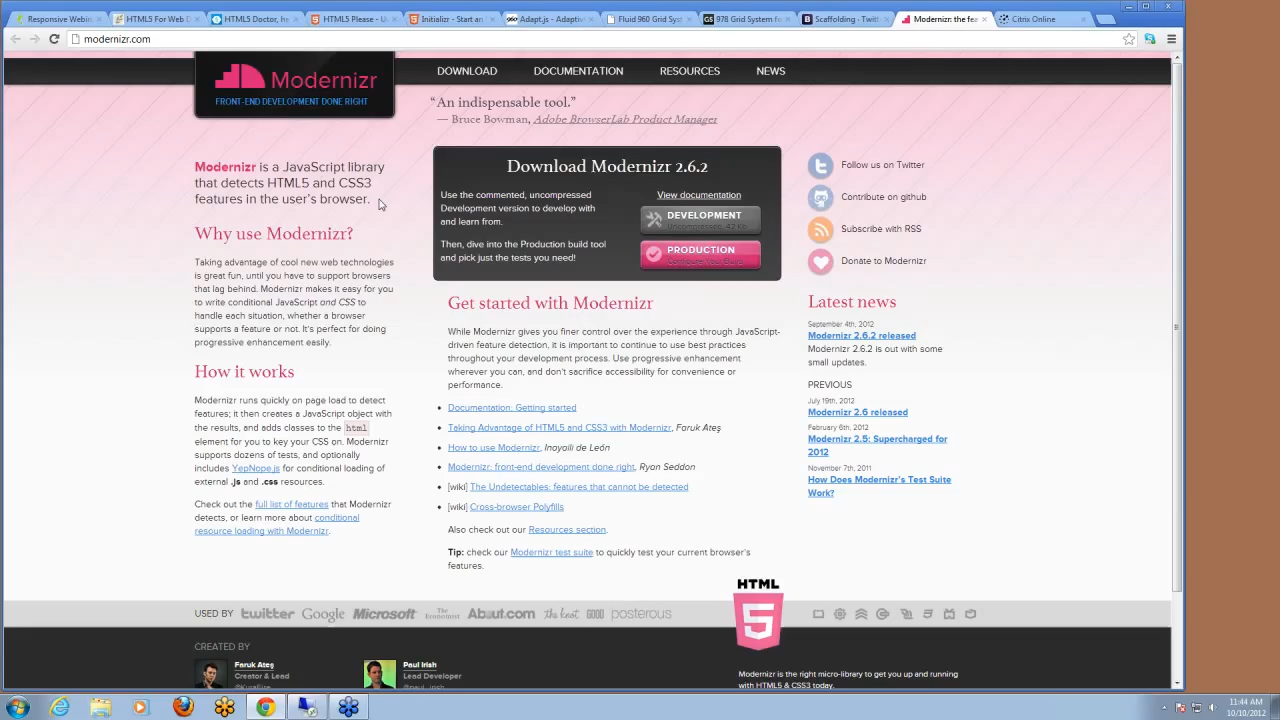 Responsive Webin
HTML5 For Web D
HTML5 Doctor, he
HTML5 Please - U
Initializr - Start an
Adapt.js - Adaptiv
Fluid 960 Grid Syst
978 Grid System fo
Scaffolding · Twitt
Modernizr: the fea
Citrix Online
modernizr.com
Modernizr
FRONT-END DEVELOPMENT DONE RIGHT
DOWNLOAD
DOCUMENTATION
RESOURCES
NEWS
“An indispensable tool.”
— Bruce Bowman, Adobe BrowserLab Product Manager
Modernizr is a JavaScript library
that detects HTML5 and CSS3
features in the user’s browser.
Why use Modernizr?
Taking advantage of cool new web technologies
is great fun, until you have to support browsers
that lag behind. Modernizr makes it easy for you
to write conditional JavaScript and CSS to
handle each situation, whether a browser
supports a feature or not. It's perfect for doing
progressive enhancement easily.
How it works
Modernizr runs quickly on page load to detect
features; it then creates a JavaScript object with
the results, and adds classes to the html
element for you to key your CSS on. Modernizr
supports dozens of tests, and optionally
includes YepNope.js for conditional loading of
external .js and .css resources.
Check out the full list of features that Modernizr
detects, or learn more about conditional
resource loading with Modernizr.
Download Modernizr 2.6.2
Use the commented, uncompressed
Development version to develop with
and learn from.
Then, dive into the Production build tool
and pick just the tests you need!
View documentation
DEVELOPMENT
Uncompressed, 42 Kb
PRODUCTION
Configure Your Build
Get started with Modernizr
While Modernizr gives you finer control over the experience through JavaScript-
driven feature detection, it is important to continue to use best practices
throughout your development process. Use progressive enhancement
wherever you can, and don't sacrifice accessibility for convenience or
performance.
• Documentation: Getting started
• Taking Advantage of HTML5 and CSS3 with Modernizr, Faruk Ateş
• How to use Modernizr, Inayaili de León
• Modernizr: front-end development done right, Ryan Seddon
• [wiki] The Undetectables: features that cannot be detected
• [wiki] Cross-browser Polyfills
Also check out our Resources section.
Tip: check our Modernizr test suite to quickly test your current browser's
features.
Follow us on Twitter
Contribute on github
Subscribe with RSS
Donate to Modernizr
Latest news
September 4th, 2012
Modernizr 2.6.2 released
Modernizr 2.6.2 is out with some
small updates.
PREVIOUS
July 19th, 2012
Modernizr 2.6 released
February 6th, 2012
Modernizr 2.5: Supercharged for
2012
November 7th, 2011
How Does Modernizr's Test Suite
Work?
USED BY twitter Google Microsoft The Economist About.com the knot GOOD posterous
HTML
5
CREATED BY
Faruk Ateş
Creator & Lead
@KuraFire
Paul Irish
Lead Developer
@paul_irish
Modernizr is the right micro-library to get you up and running
with HTML5 & CSS3 today.
11:44 AM
10/10/2012